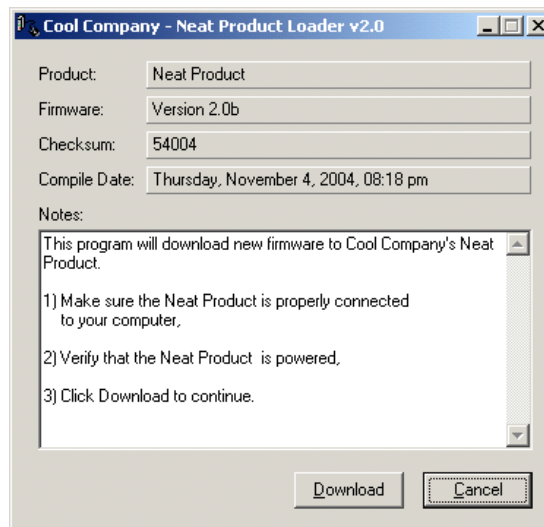 Cool Company - Neat Product Loader v2.0
Product: Neat Product
Firmware: Version 2.0b
Checksum: 54004
Compile Date: Thursday, November 4, 2004, 08:18 pm
Notes:
This program will download new firmware to Cool Company's Neat
Product.
1) Make sure the Neat Product is properly connected
to your computer,
2) Verify that the Neat Product is powered,
3) Click Download to continue.
Download Cancel